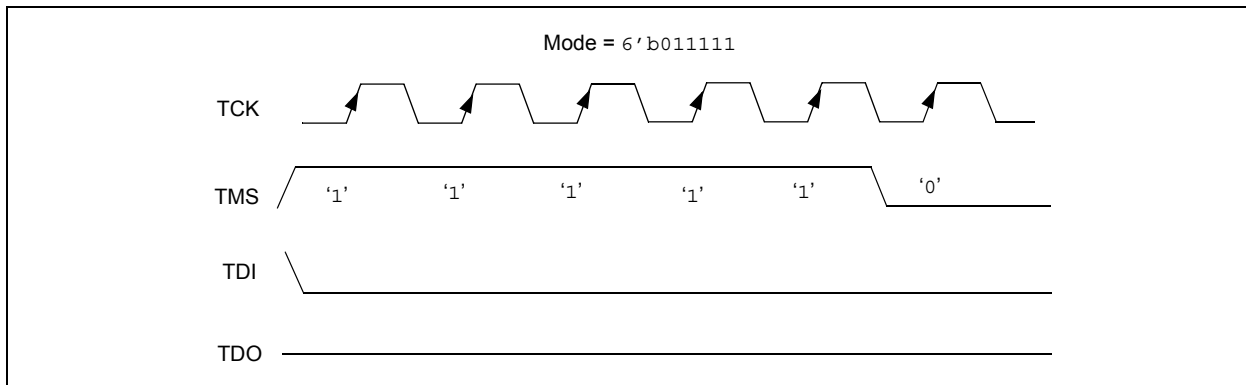 Mode = 6’b011111
TCK
TMS ‘1’ ‘1’ ‘1’ ‘1’ ‘1’ ‘0’
TDI
TDO